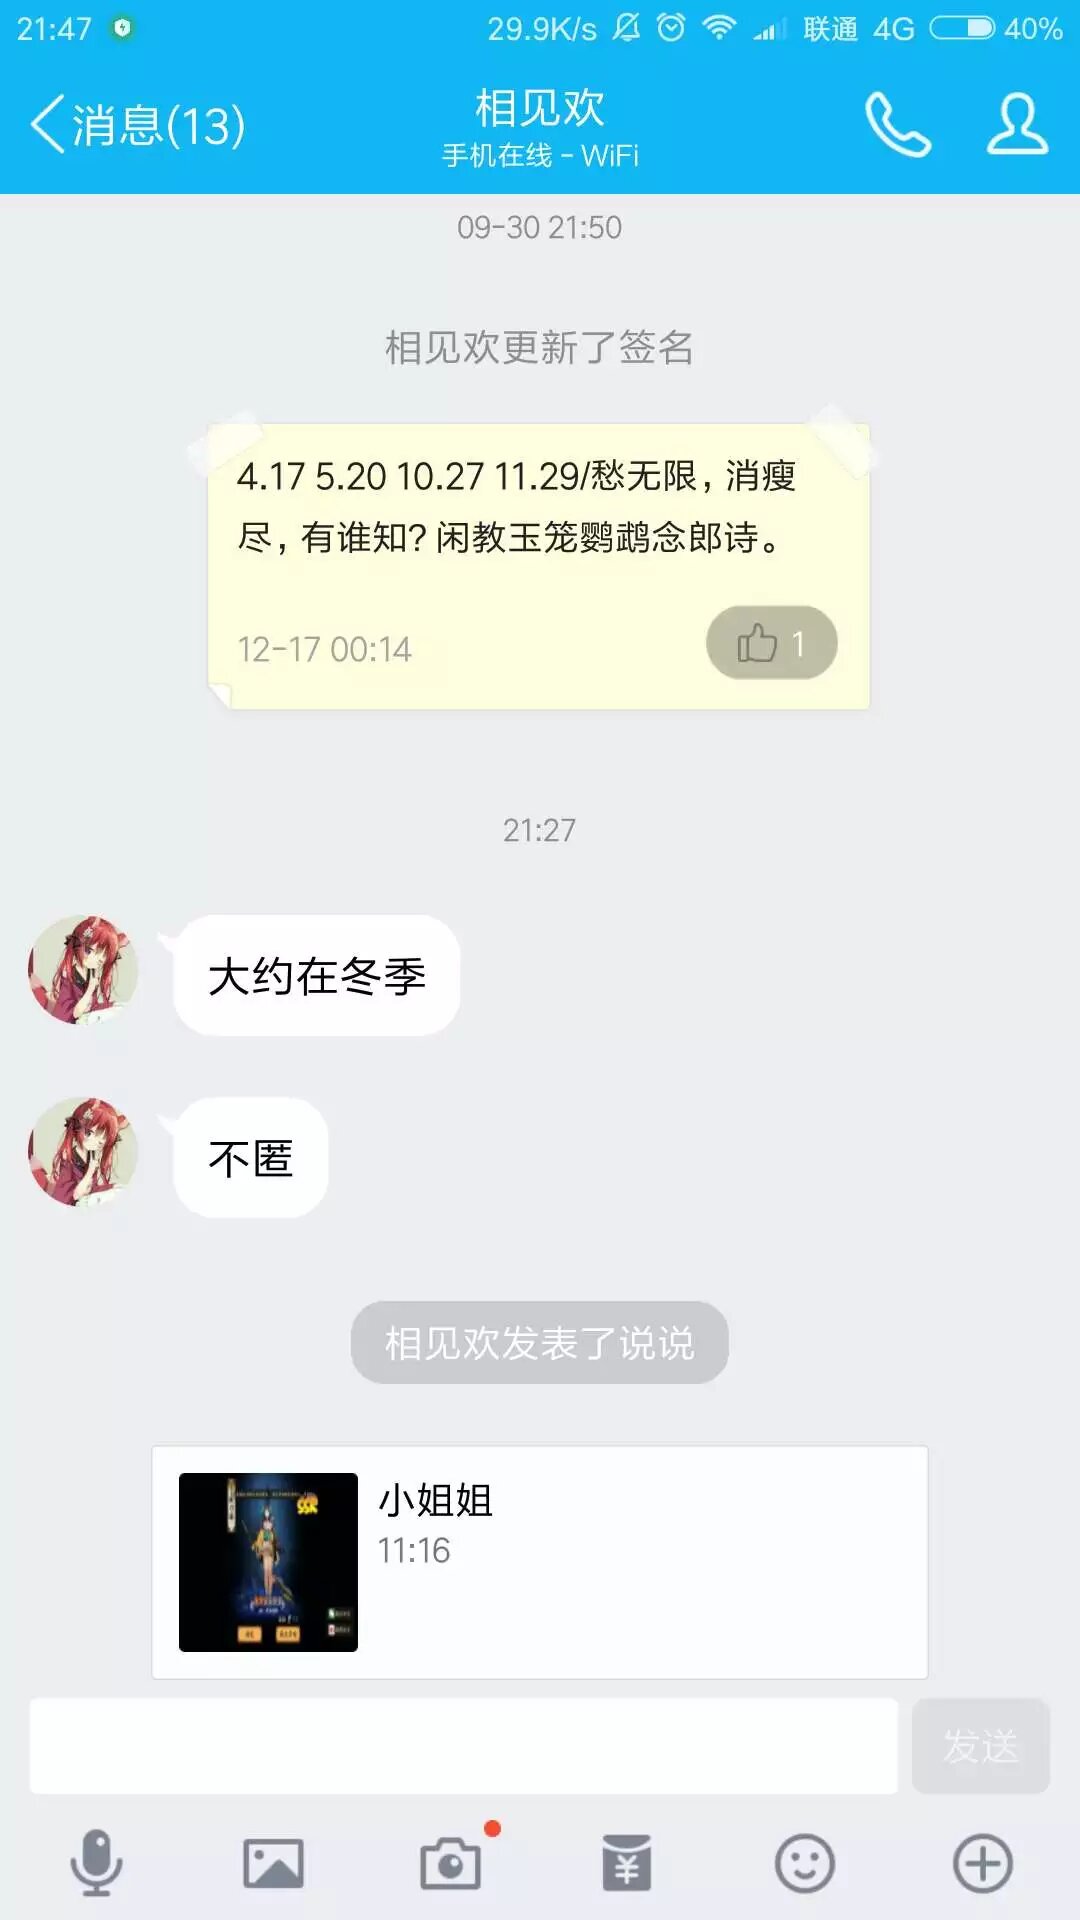 21:47 29.9K/s 联通 4G 40%
消息(13)
相见欢
手机在线 - WiFi
09-30 21:50
相见欢更新了签名
4.17 5.20 10.27 11.29/愁无限，消瘦
尽，有谁知？闲教玉笼鹦鹉念郎诗。
12-17 00:14
1
21:27
大约在冬季
不匿
相见欢发表了说说
SSR
小姐姐
11:16
发送